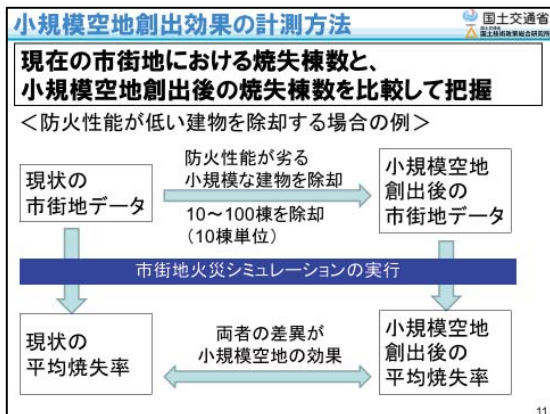 小規模空地創出効果の計測方法
国土交通省
国土技術政策総合研究所
現在の市街地における焼失棟数と、
小規模空地創出後の焼失棟数を比較して把握
＜防火性能が低い建物を除却する場合の例＞
現状の
市街地データ
防火性能が劣る
小規模な建物を除却
10～100棟を除却
（10棟単位）
小規模空地
創出後の
市街地データ
市街地火災シミュレーションの実行
現状の
平均焼失率
両者の差異が
小規模空地の効果
小規模空地
創出後の
平均焼失率
11